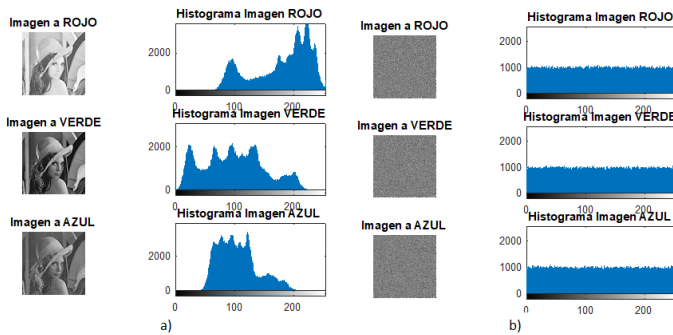 Imagen a ROJO
Histograma Imagen ROJO
2000
0
0 100 200
Imagen a VERDE
Histograma Imagen VERDE
2000
0
0 100 200
Imagen a AZUL
Histograma Imagen AZUL
2000
0
0 100 200
a)
Imagen a ROJO
Histograma Imagen ROJO
2000
1000
0
0 100 200
Imagen a VERDE
Histograma Imagen VERDE
2000
1000
0
0 100 200
Imagen a AZUL
Histograma Imagen AZUL
2000
1000
0
0 100 200
b)